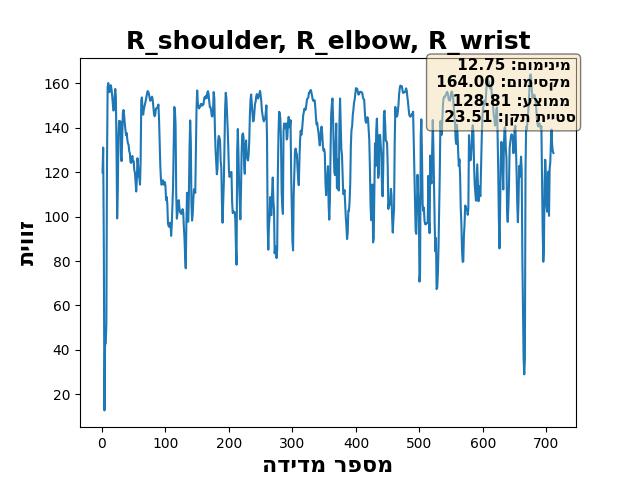 R_shoulder, R_elbow, R_wrist
מינימום: 12.75
מקסימום: 164.00
ממוצע: 128.81
סטיית תקן: 23.51
זווית
160
140
120
100
80
60
40
20
0 100 200 300 400 500 600 700
מספר מדידה